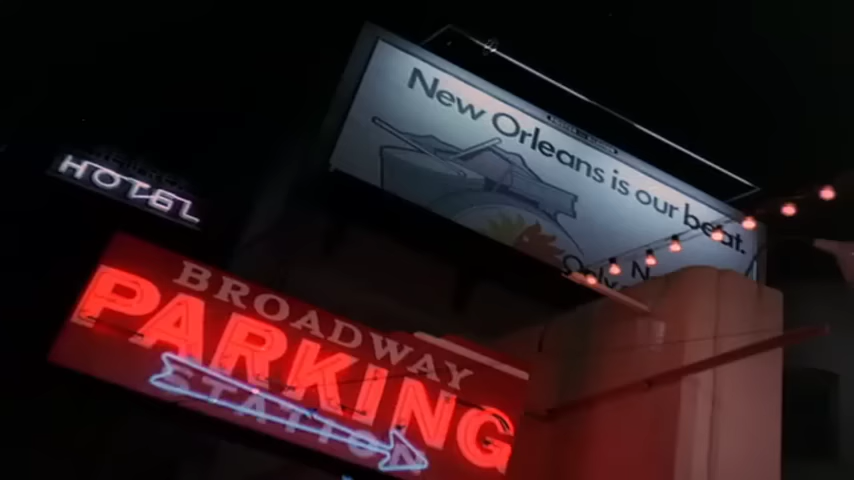 New Orleans is our beat.
HOTEL
BROADWAY
PARKING
STATION